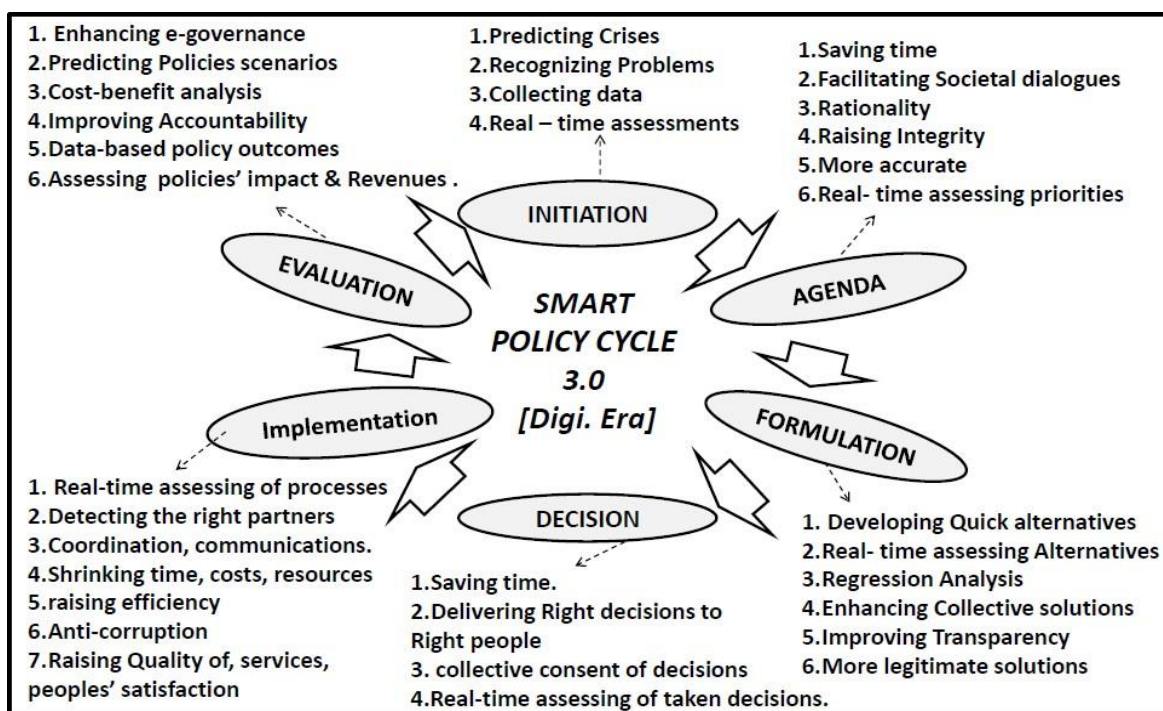 1. Enhancing e-governance
2.Predicting Policies scenarios
3.Cost-benefit analysis
4.Improving Accountability
5.Data-based policy outcomes
6.Assessing policies’ impact & Revenues .
1.Predicting Crises
2.Recognizing Problems
3.Collecting data
4.Real – time assessments
1.Saving time
2.Facilitating Societal dialogues
3.Rationality
4.Raising Integrity
5.More accurate
6.Real- time assessing priorities
INITIATION
EVALUATION
AGENDA
SMART
POLICY CYCLE
3.0
[Digi. Era]
Implementation
FORMULATION
DECISION
1. Real-time assessing of processes
2.Detecting the right partners
3.Coordination, communications.
4.Shrinking time, costs, resources
5.raising efficiency
6.Anti-corruption
7.Raising Quality of, services,
peoples’ satisfaction
1.Saving time.
2.Delivering Right decisions to
Right people
3. collective consent of decisions
4.Real-time assessing of taken decisions.
1. Developing Quick alternatives
2.Real- time assessing Alternatives
3.Regression Analysis
4.Enhancing Collective solutions
5.Improving Transparency
6.More legitimate solutions